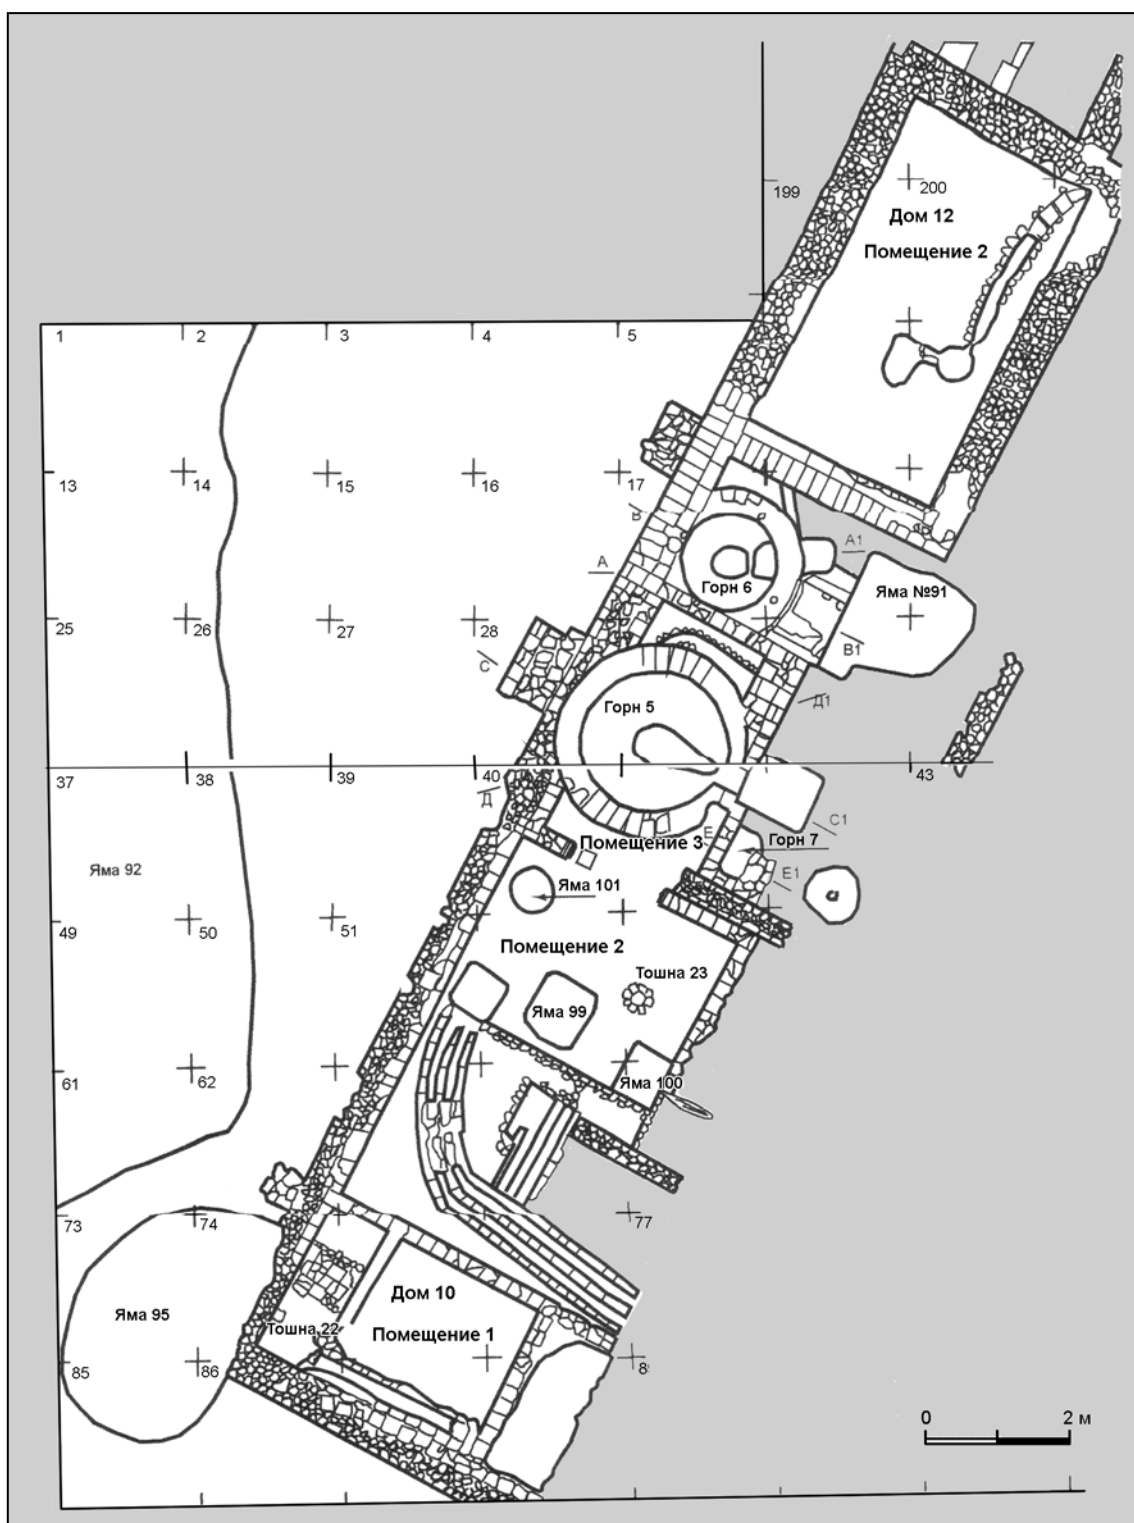 199
200
Дом 12
Помещение 2
1
2
3
4
5
13
14
15
16
17
В
А
А1
Горн 6
Яма №91
25
26
27
28
С
В1
Горн 5
Д1
37
38
39
40
43
Д
С1
Е
Горн 7
Помещение 3
Е1
Яма 92
Яма 101
49
50
51
Помещение 2
Тошна 23
Яма 99
61
62
Яма 100
73
74
77
Дом 10
Яма 95
Тошна 22
Помещение 1
85
86
0
2 м